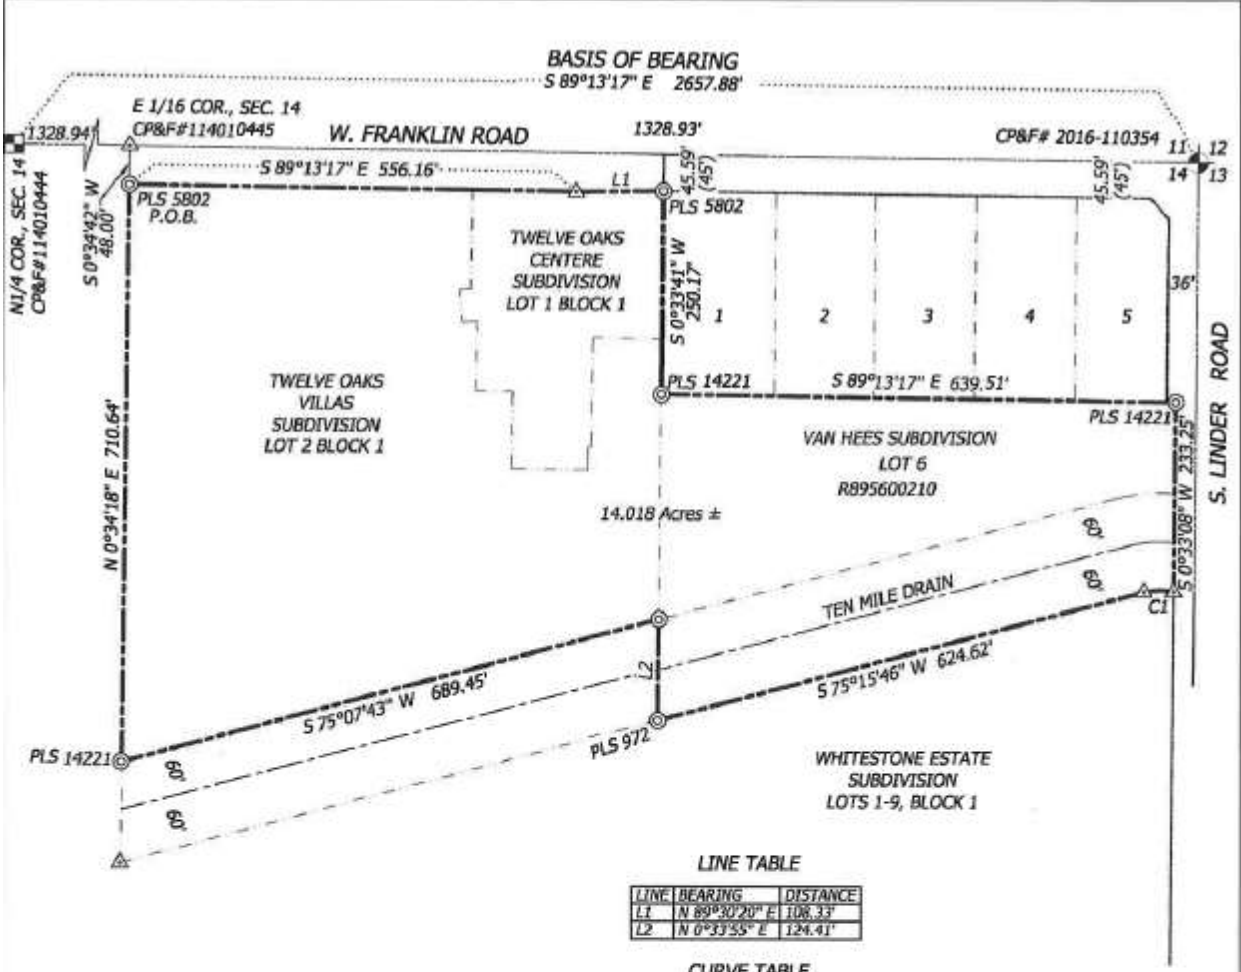 BASIS OF BEARING
S 89°13'17" E 2657.88'
E 1/16 COR., SEC. 14
CP&F#114010445
1328.94'
W. FRANKLIN ROAD
1328.93'
CP&F# 2016-110354
11 12
14 13
N1/4 COR., SEC. 14
CP&F#114010444
S 0°34'42" W
48.00'
S 89°13'17" E 556.16'
L1
45.59'
(45')
45.59'
(45')
PLS 5802
P.O.B.
PLS 5802
TWELVE OAKS
CENTERE
SUBDIVISION
LOT 1 BLOCK 1
S 0°33'41" W
250.17'
1
2
3
4
5
36'
S. LINDER ROAD
TWELVE OAKS
VILLAS
SUBDIVISION
LOT 2 BLOCK 1
PLS 14221
S 89°13'17" E 639.51'
PLS 14221
N 0°34'18" E 710.64'
VAN HEES SUBDIVISION
LOT 6
R895600210
S 0°33'08" W 233.25'
14.018 Acres ±
60'
60'
TEN MILE DRAIN
C1
L2
S 75°15'46" W 624.62'
S 75°07'43" W 689.45'
PLS 14221
PLS 972
60'
60'
WHITESTONE ESTATE
SUBDIVISION
LOTS 1-9, BLOCK 1
LINE TABLE
LINE BEARING DISTANCE
L1 N 89°30'20" E 108.33'
L2 N 0°33'55" E 124.41'
CURVE TABLE